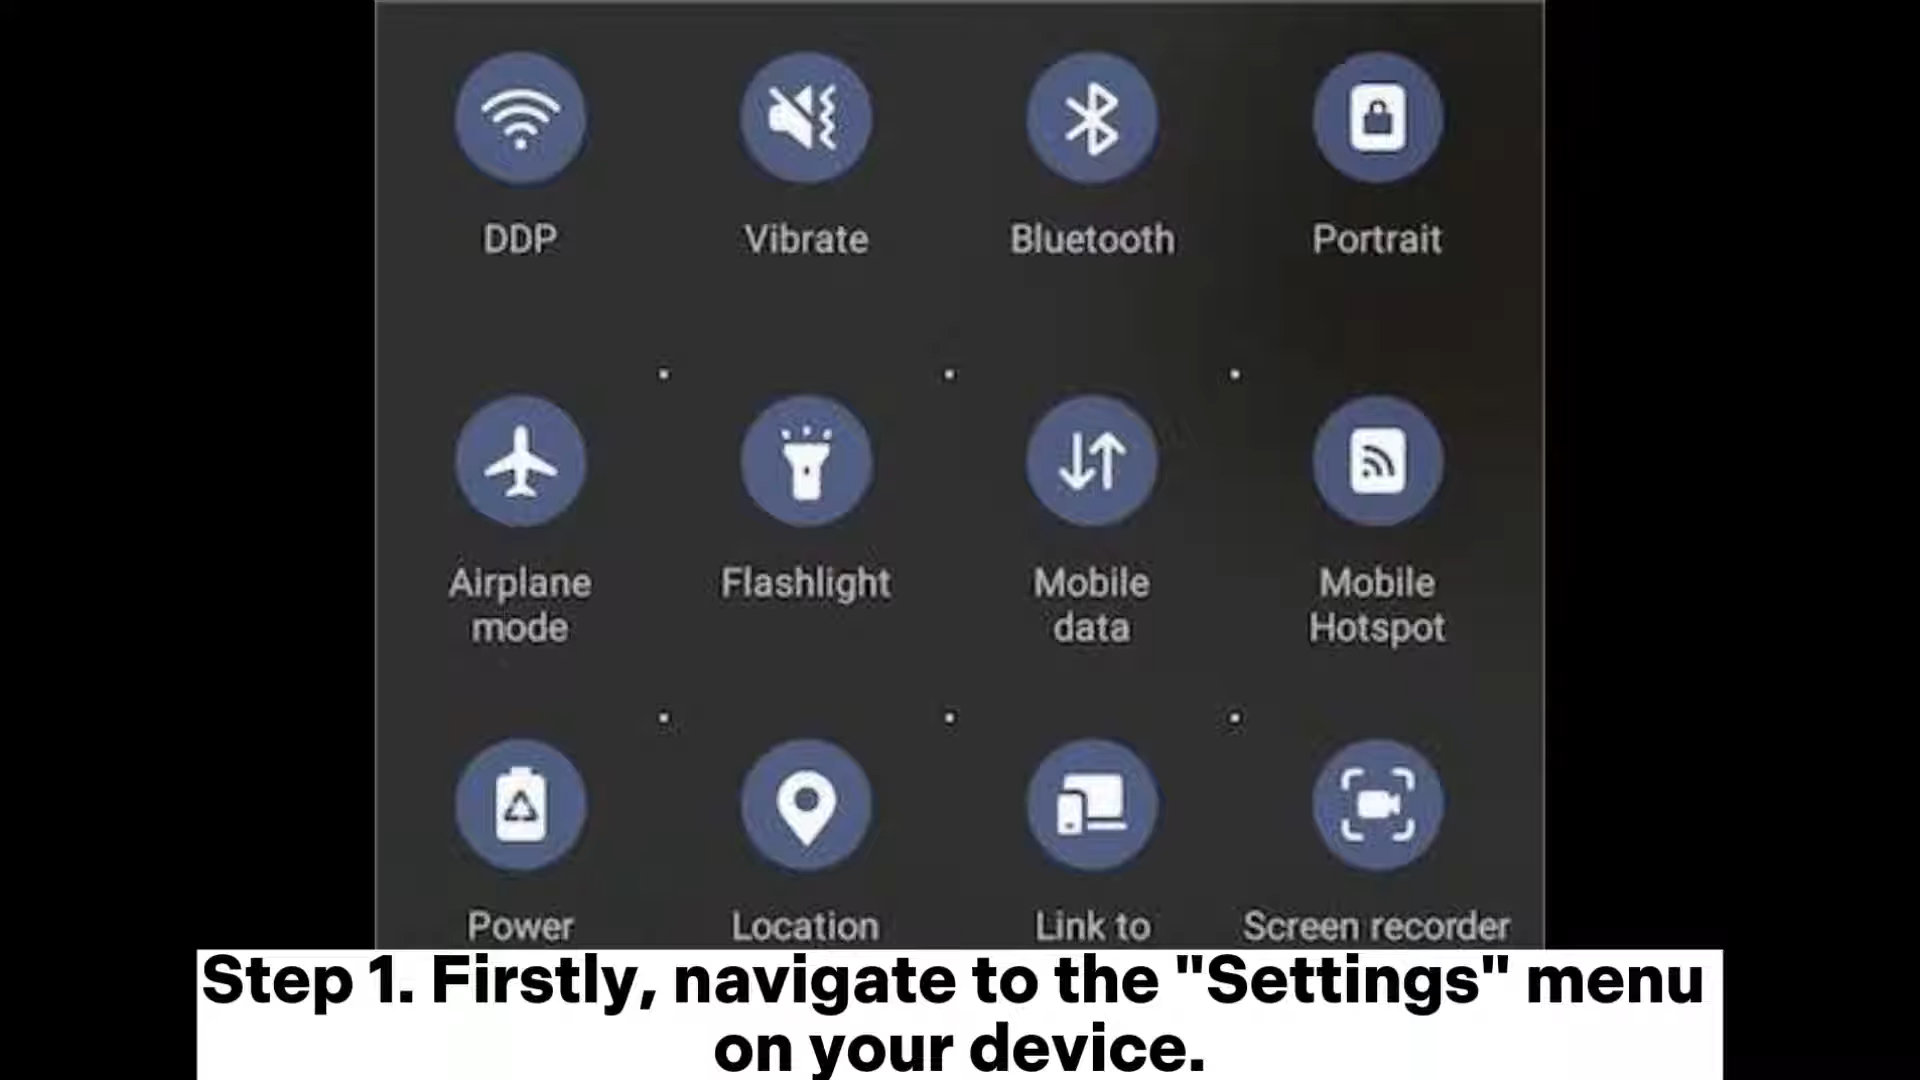 DDP Vibrate Bluetooth Portrait
Airplane mode Flashlight Mobile data Mobile Hotspot
Power Location Link to Screen recorder
Step 1. Firstly, navigate to the "Settings" menu
on your device.